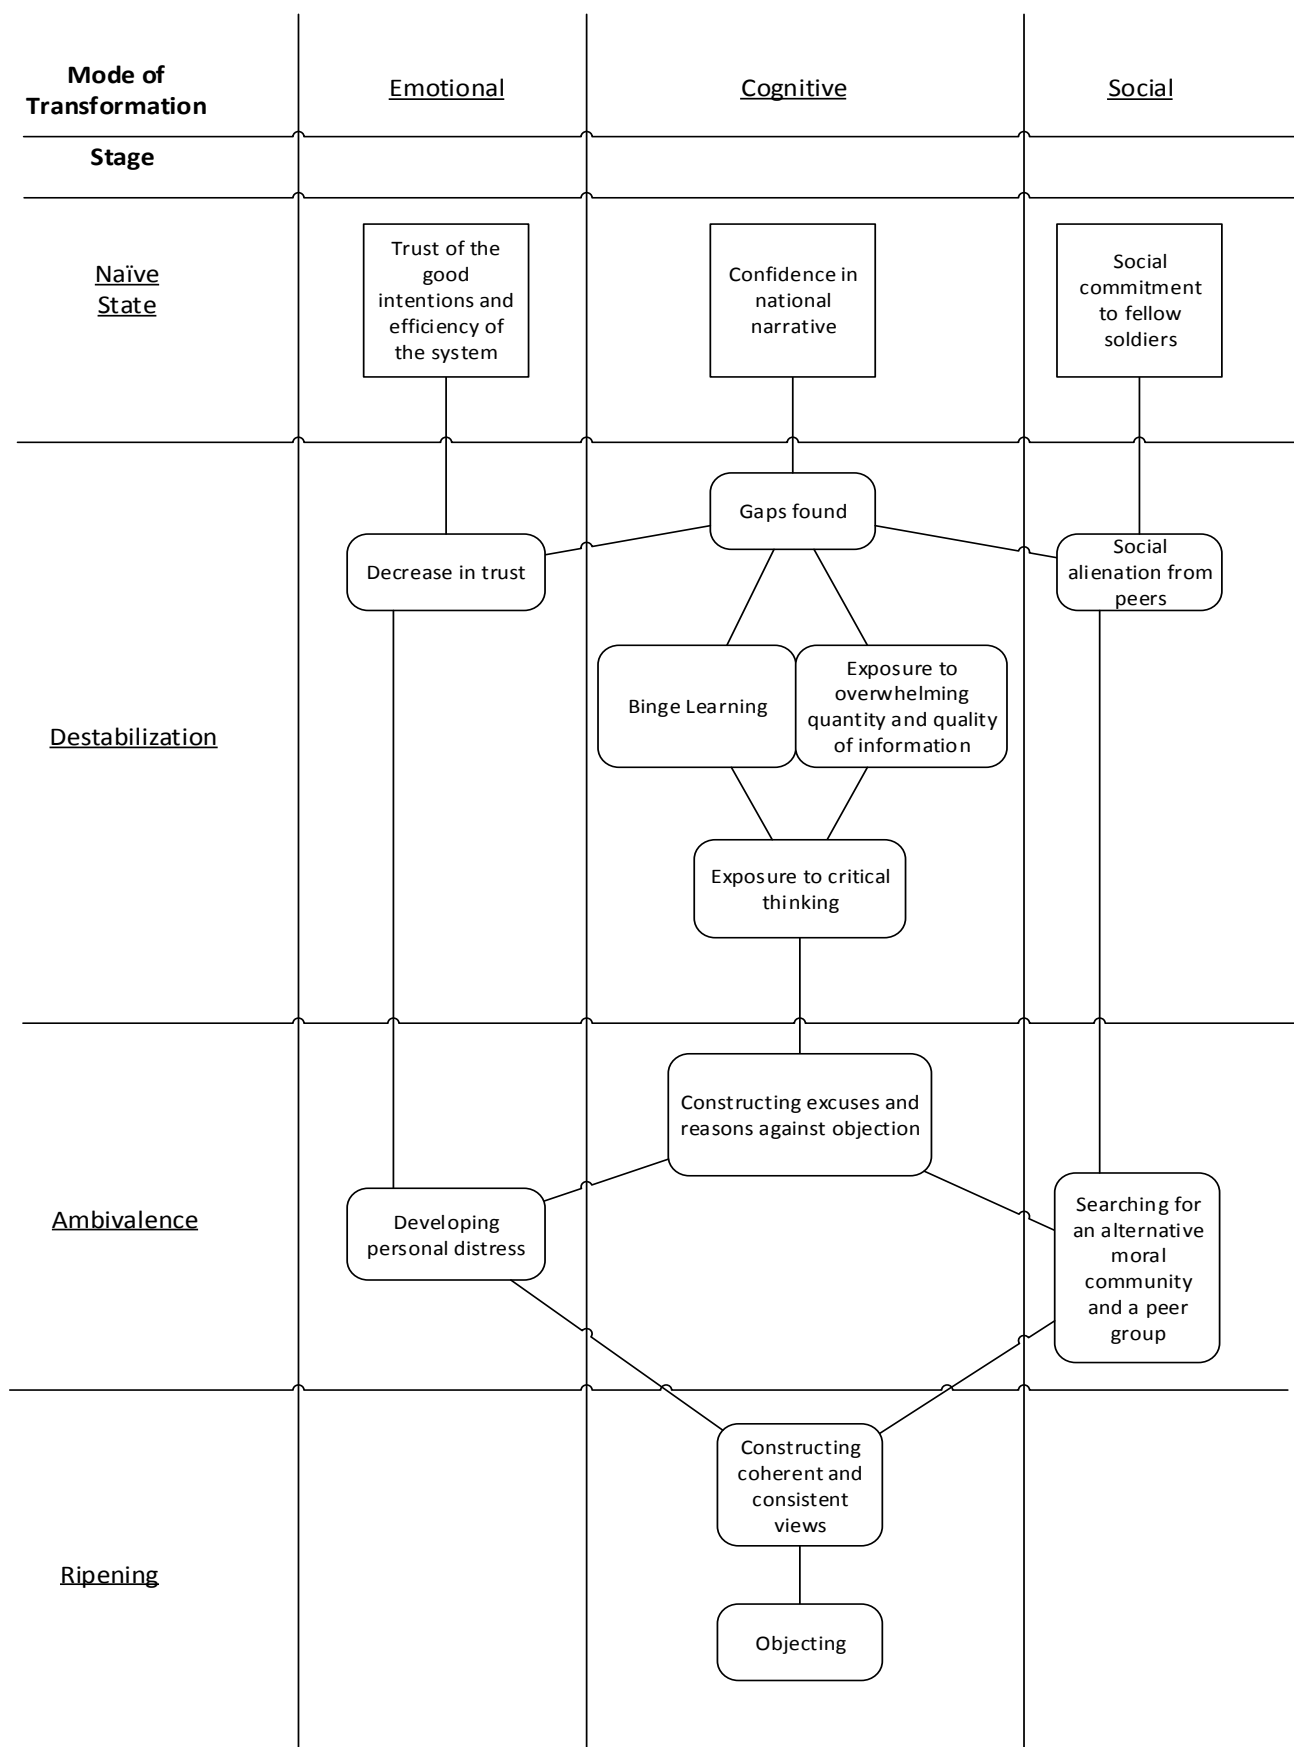 Mode of
Transformation
Emotional
Cognitive
Social
Stage
Naïve
State
Trust of the
good
intentions and
efficiency of
the system
Confidence in
national
narrative
Social
commitment
to fellow
soldiers
Destabilization
Gaps found
Decrease in trust
Social
alienation from
peers
Binge Learning
Exposure to
overwhelming
quantity and quality
of information
Exposure to critical
thinking
Ambivalence
Constructing excuses and
reasons against objection
Developing
personal distress
Searching for
an alternative
moral
community
and a peer
group
Ripening
Constructing
coherent and
consistent
views
Objecting